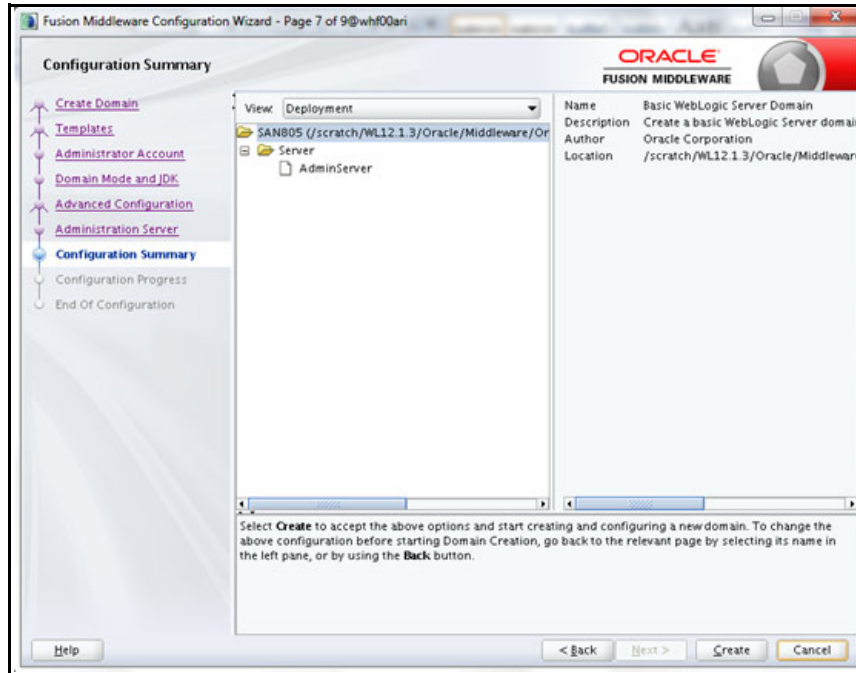 Fusion Middleware Configuration Wizard - Page 7 of 9@whf00ari
Configuration Summary
ORACLE
FUSION MIDDLEWARE
Create Domain
Templates
Administrator Account
Domain Mode and JDK
Advanced Configuration
Administration Server
Configuration Summary
Configuration Progress
End Of Configuration
View: Deployment
SAN805 (/scratch/WL12.1.3/Oracle/Middleware/Or
Server
AdminServer
Name Basic WebLogic Server Domain
Description Create a basic WebLogic Server domain
Author Oracle Corporation
Location /scratch/WL12.1.3/Oracle/Middlewar
Select Create to accept the above options and start creating and configuring a new domain. To change the
above configuration before starting Domain Creation, go back to the relevant page by selecting its name in
the left pane, or by using the Back button.
Help
< Back
Next >
Create
Cancel